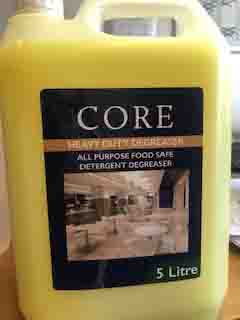 CORE
HEAVY DUTY DEGREASER
ALL PURPOSE FOOD SAFE
DETERGENT DEGREASER
5 Litre